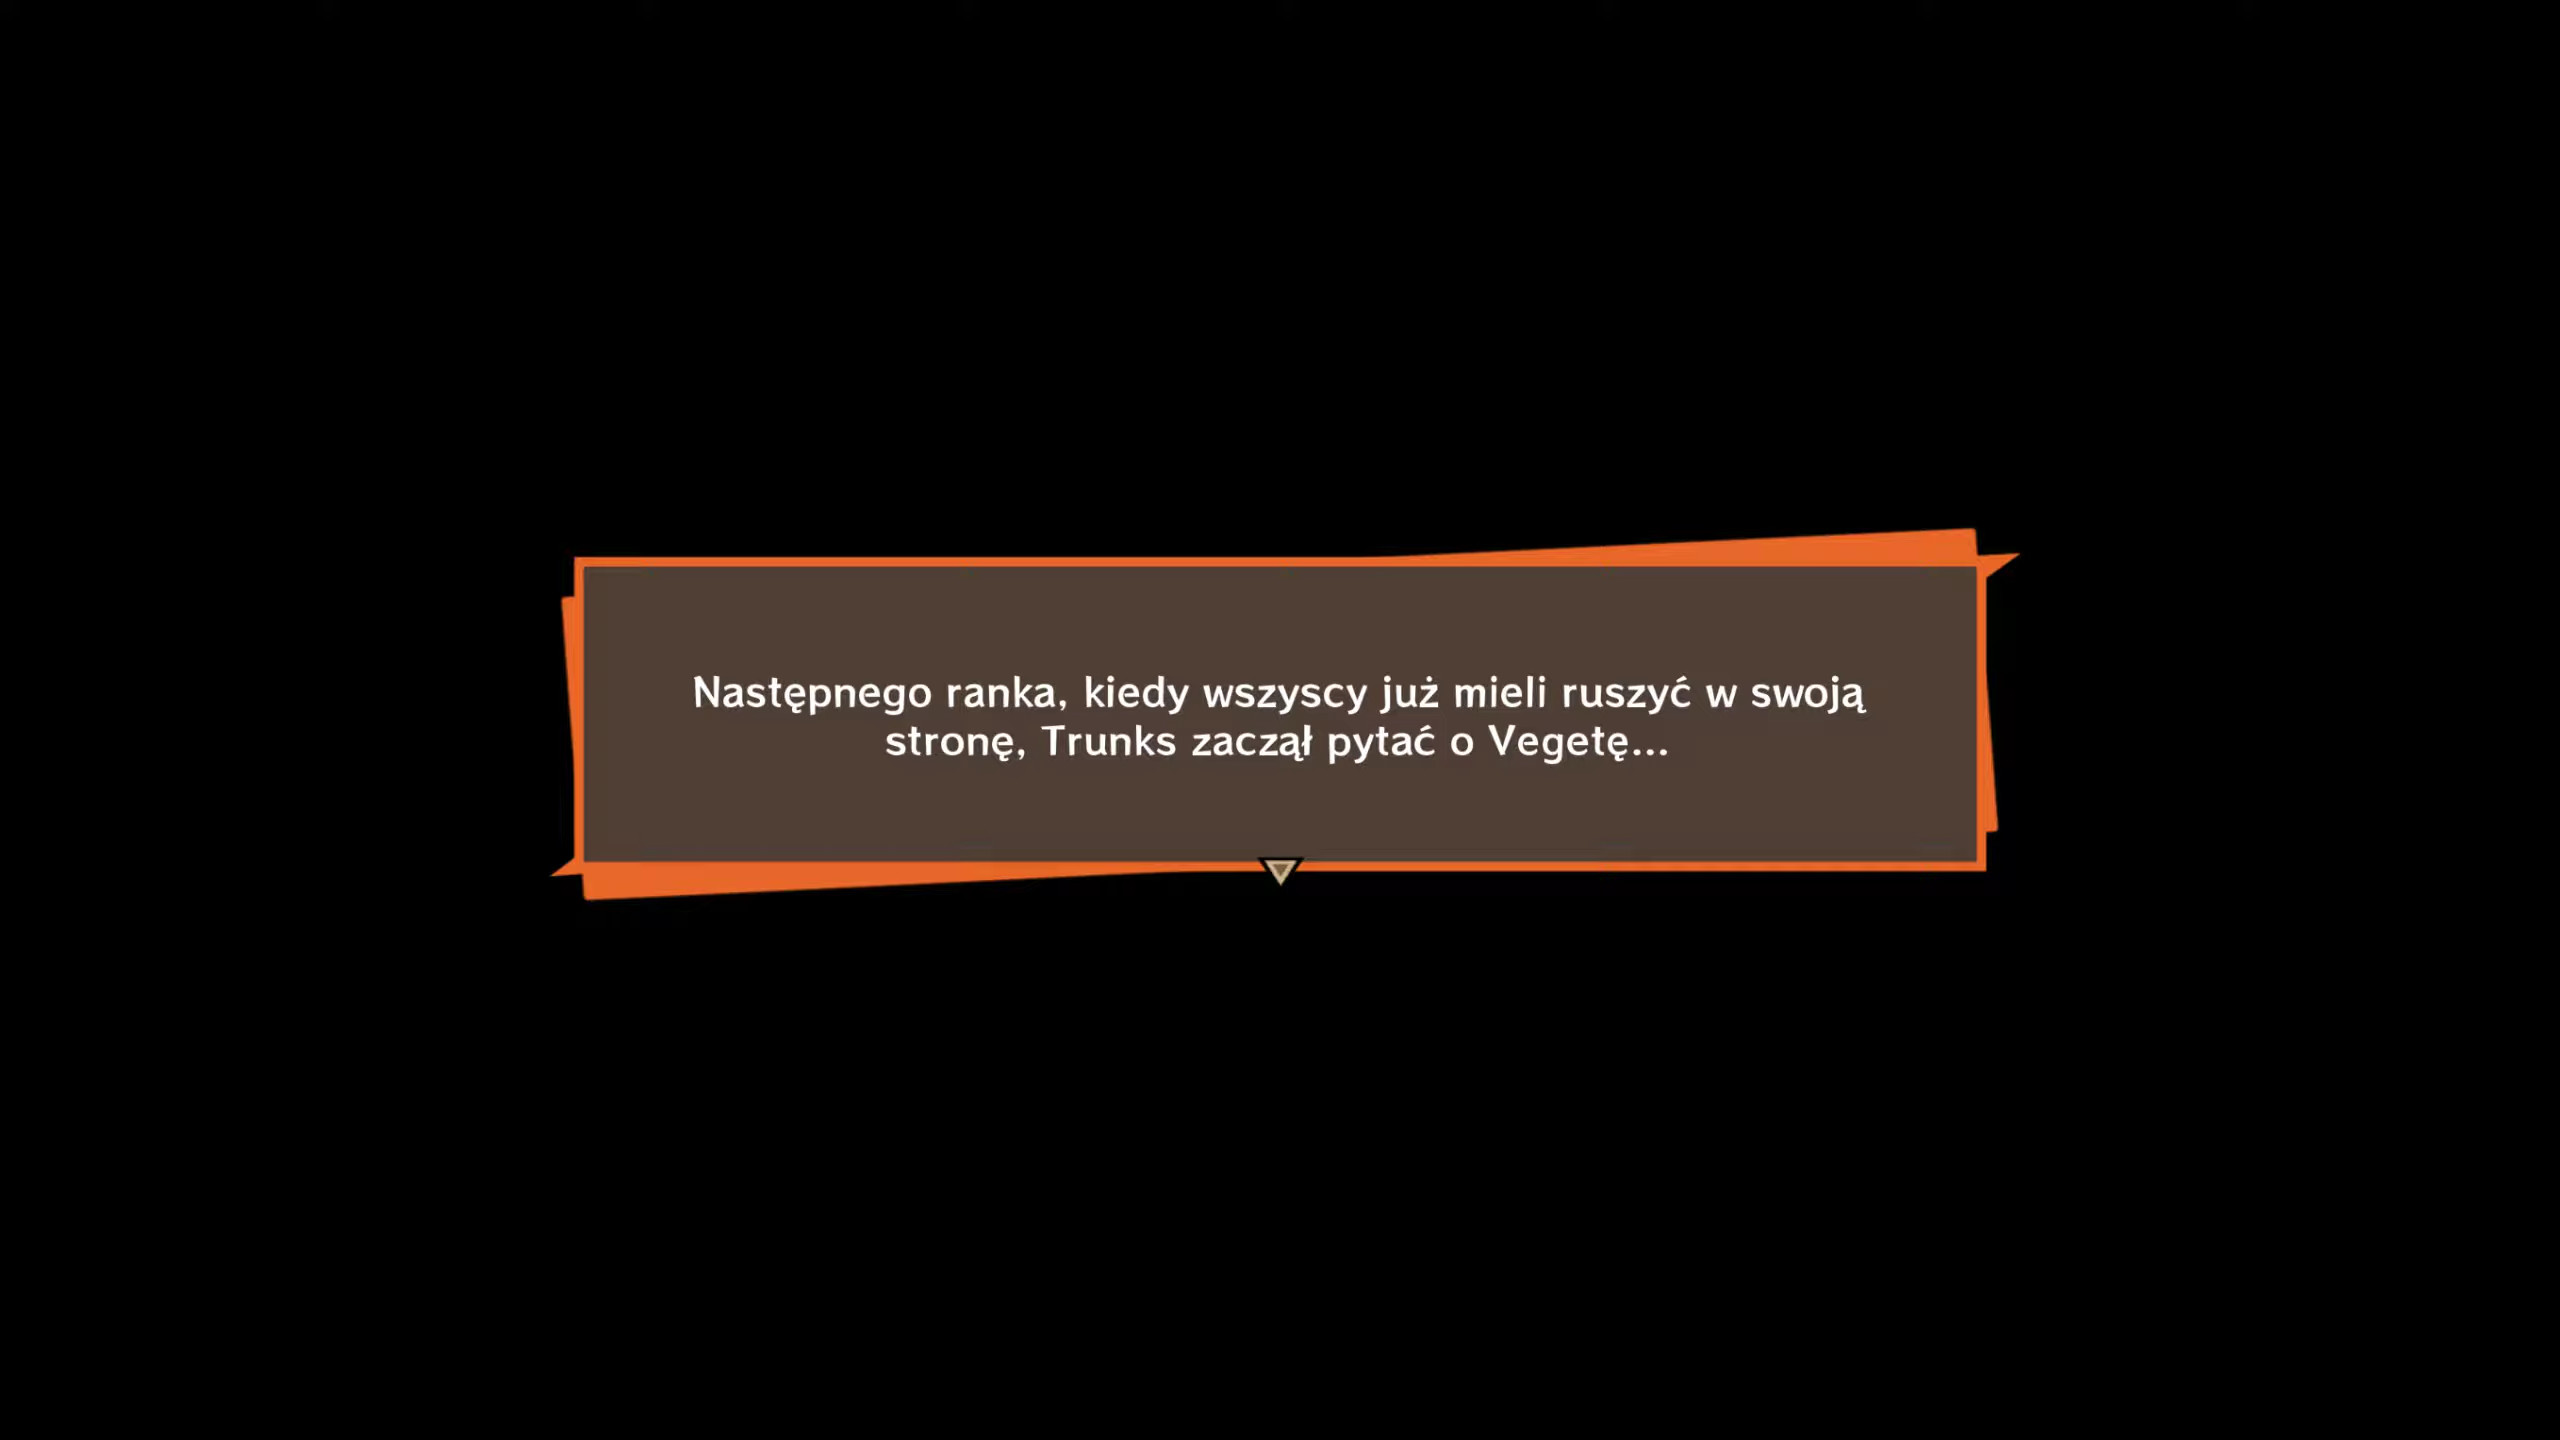 Następnego ranka, kiedy wszyscy już mieli ruszyć w swoją
stronę, Trunks zaczął pytać o Vegetę...